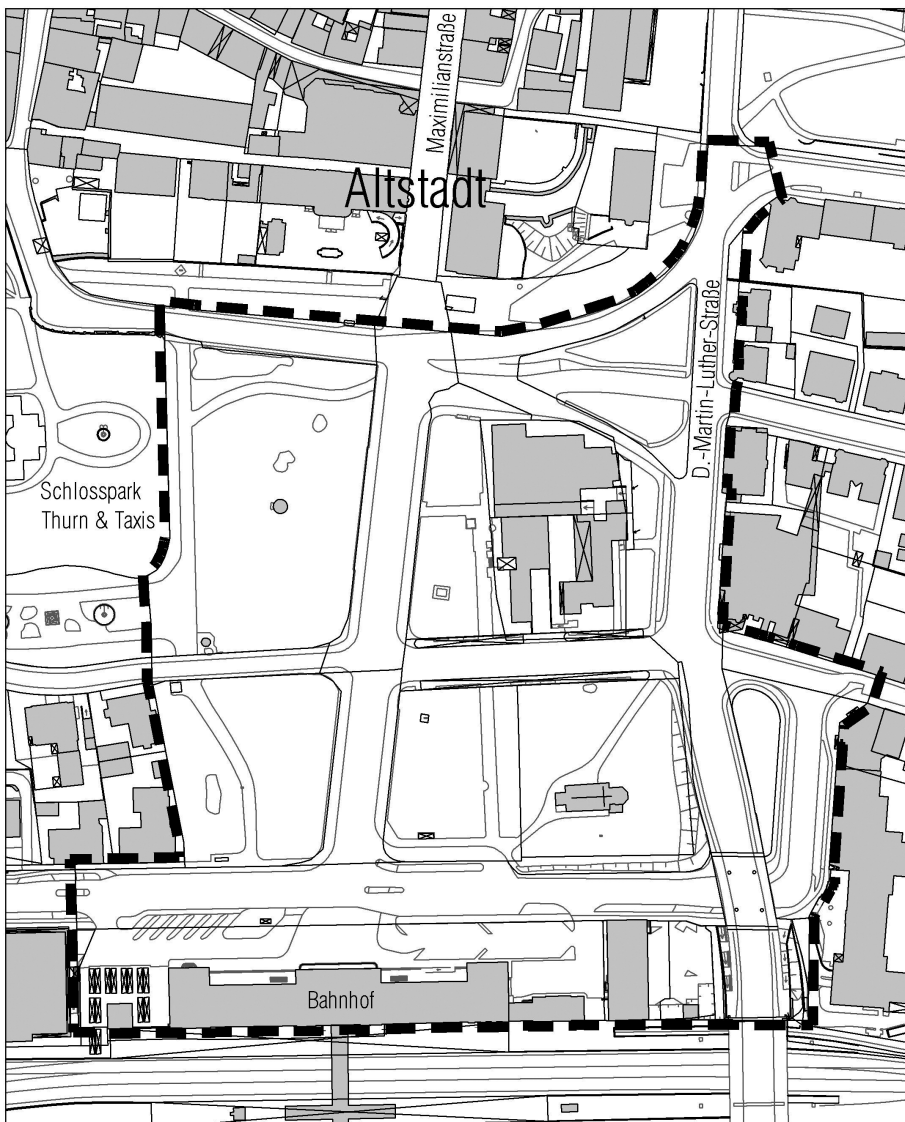 Maximilianstraße
Altstadt
D.-Martin-Luther-Straße
Schlosspark
Thurn & Taxis
Bahnhof